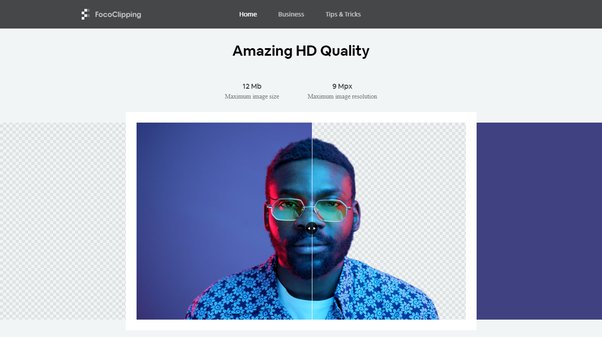 FocoClipping
Home Business Tips & Tricks
Amazing HD Quality
12 Mb 9 Mpx
Maximum image size Maximum image resolution